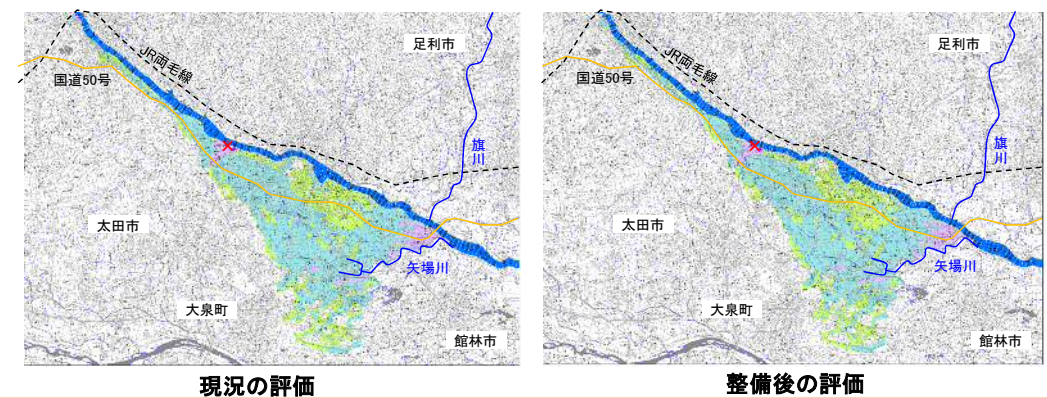 足利市
JR両毛線
国道50号
旗川
太田市
矢場川
大泉町
館林市
現況の評価
足利市
JR両毛線
国道50号
旗川
太田市
矢場川
大泉町
館林市
整備後の評価